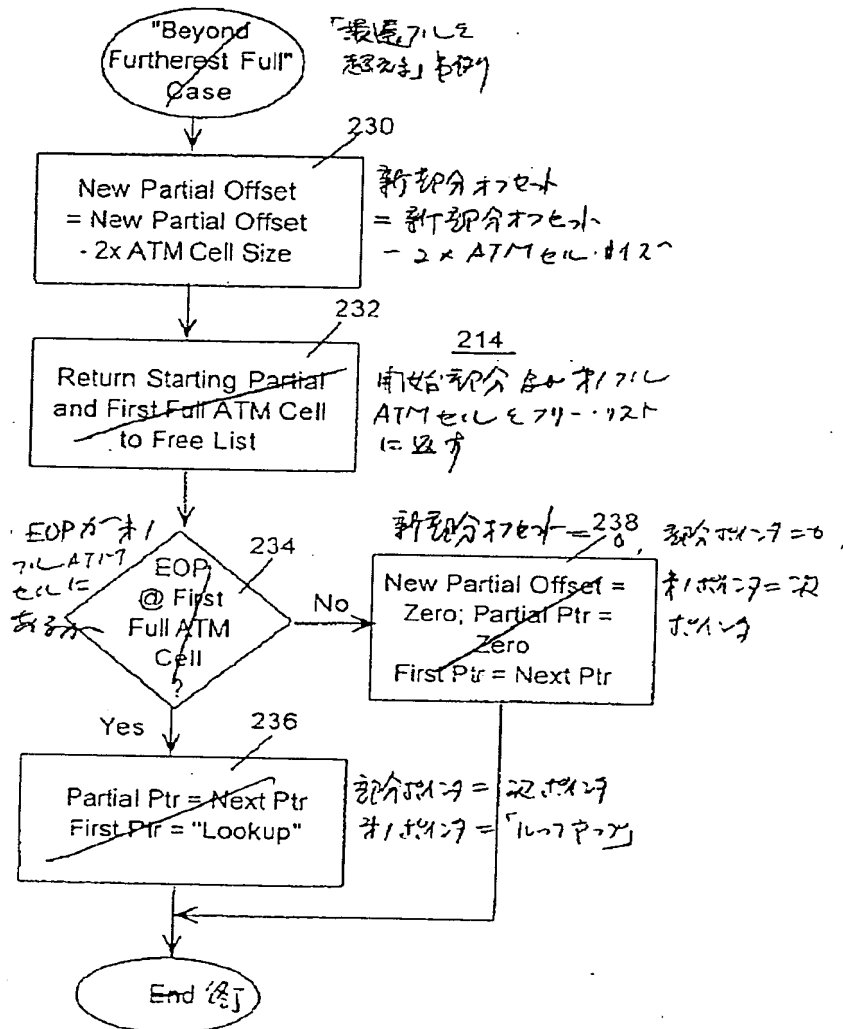 "Beyond
Furtherest Full"
Case
「最遠フルを
超える」場合
230
New Partial Offset
= New Partial Offset
- 2x ATM Cell Size
新部分オフセット
= 新部分オフセット
- 2 x ATMセル・サイズ
232
Return Starting Partial
and First Full ATM Cell
to Free List
214
開始部分 および 第1フル
ATMセルをフリー・リスト
に返す
EOPが第1
フルATM
セルに
あるか
234
EOP
@ First
Full ATM
Cell
?
No
Yes
新部分オフセット=0, 部分ポインタ=0,
第1ポインタ=次
ポインタ
238
New Partial Offset =
Zero; Partial Ptr =
Zero
First Ptr = Next Ptr
236
Partial Ptr = Next Ptr
First Ptr = "Lookup"
部分ポインタ = 次ポインタ
第1ポインタ = 「ルックアップ」
End 終了